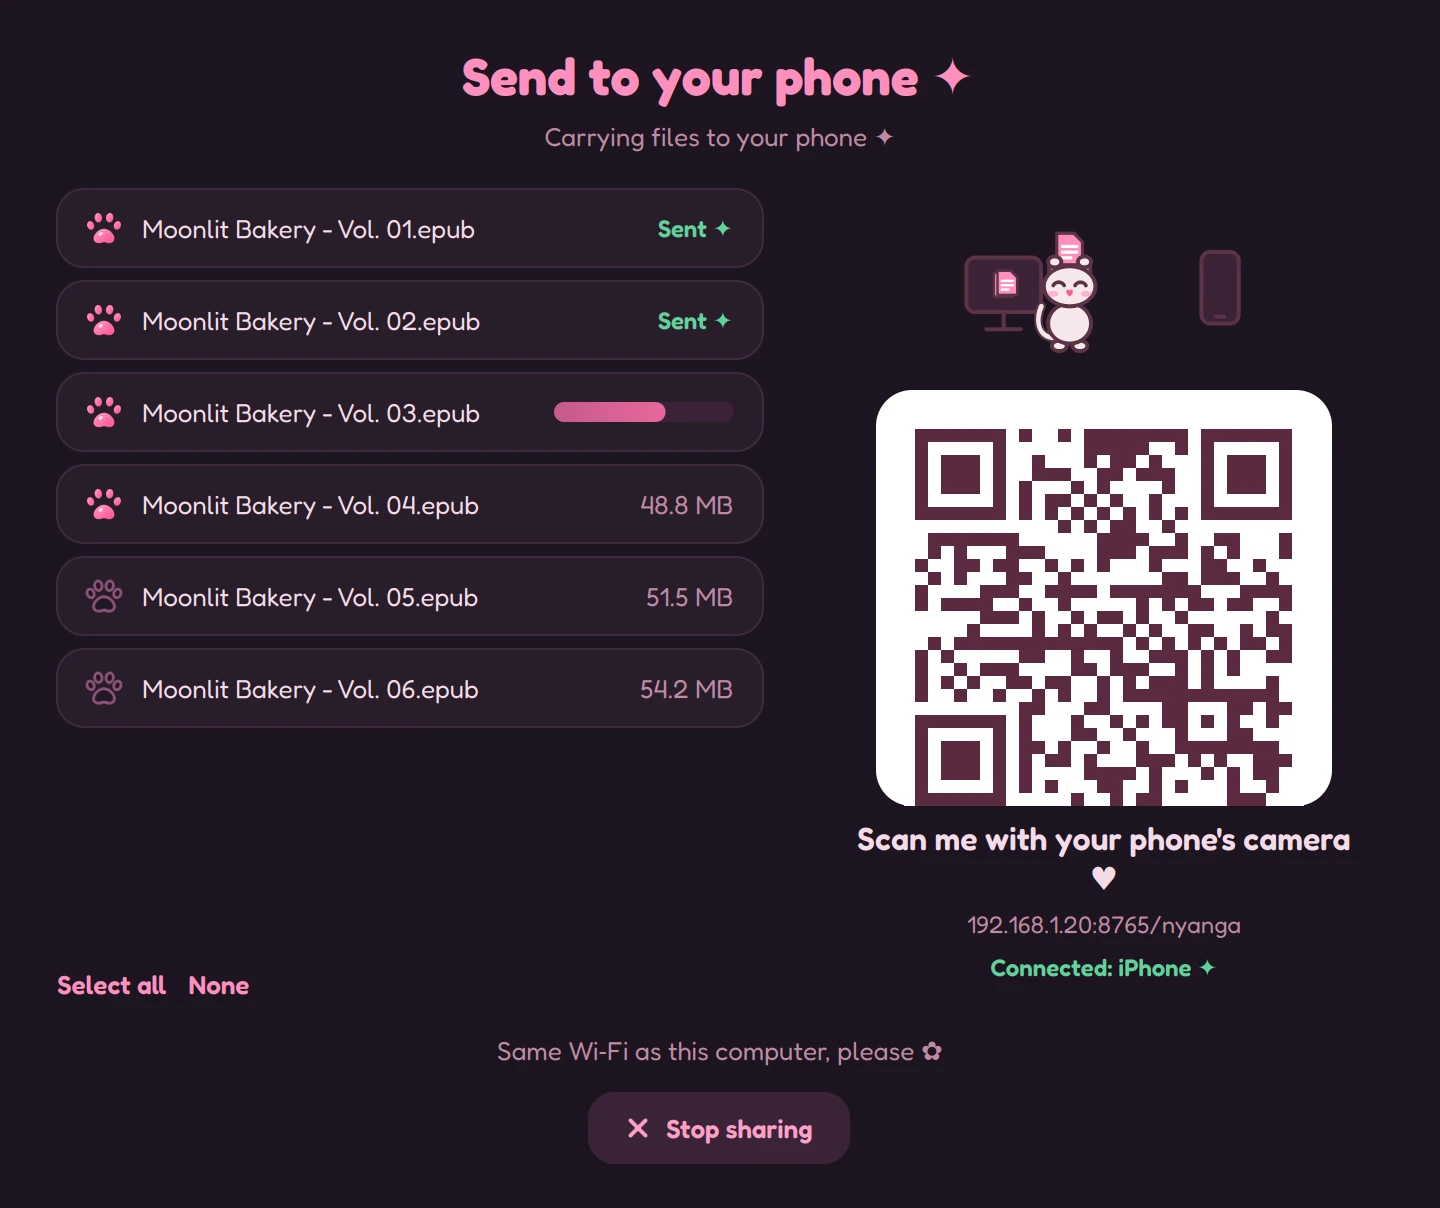 Send to your phone ✦
Carrying files to your phone ✦
Moonlit Bakery - Vol. 01.epub Sent ✦
Moonlit Bakery - Vol. 02.epub Sent ✦
Moonlit Bakery - Vol. 03.epub
Moonlit Bakery - Vol. 04.epub 48.8 MB
Moonlit Bakery - Vol. 05.epub 51.5 MB
Moonlit Bakery - Vol. 06.epub 54.2 MB
Select all None
Scan me with your phone's camera
♥
192.168.1.20:8765/nyanga
Connected: iPhone ✦
Same Wi-Fi as this computer, please ✿
✕ Stop sharing